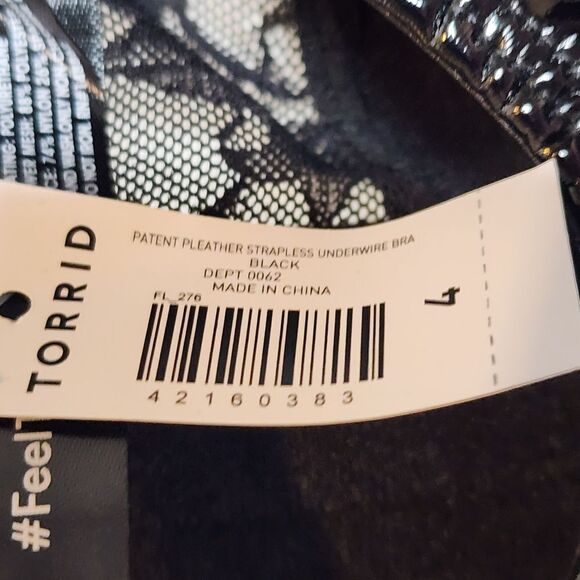 TORRID
PATENT PLEATHER STRAPLESS UNDERWIRE BRA
BLACK
DEPT 0062
MADE IN CHINA
FL_276
42160383
4
#Feel